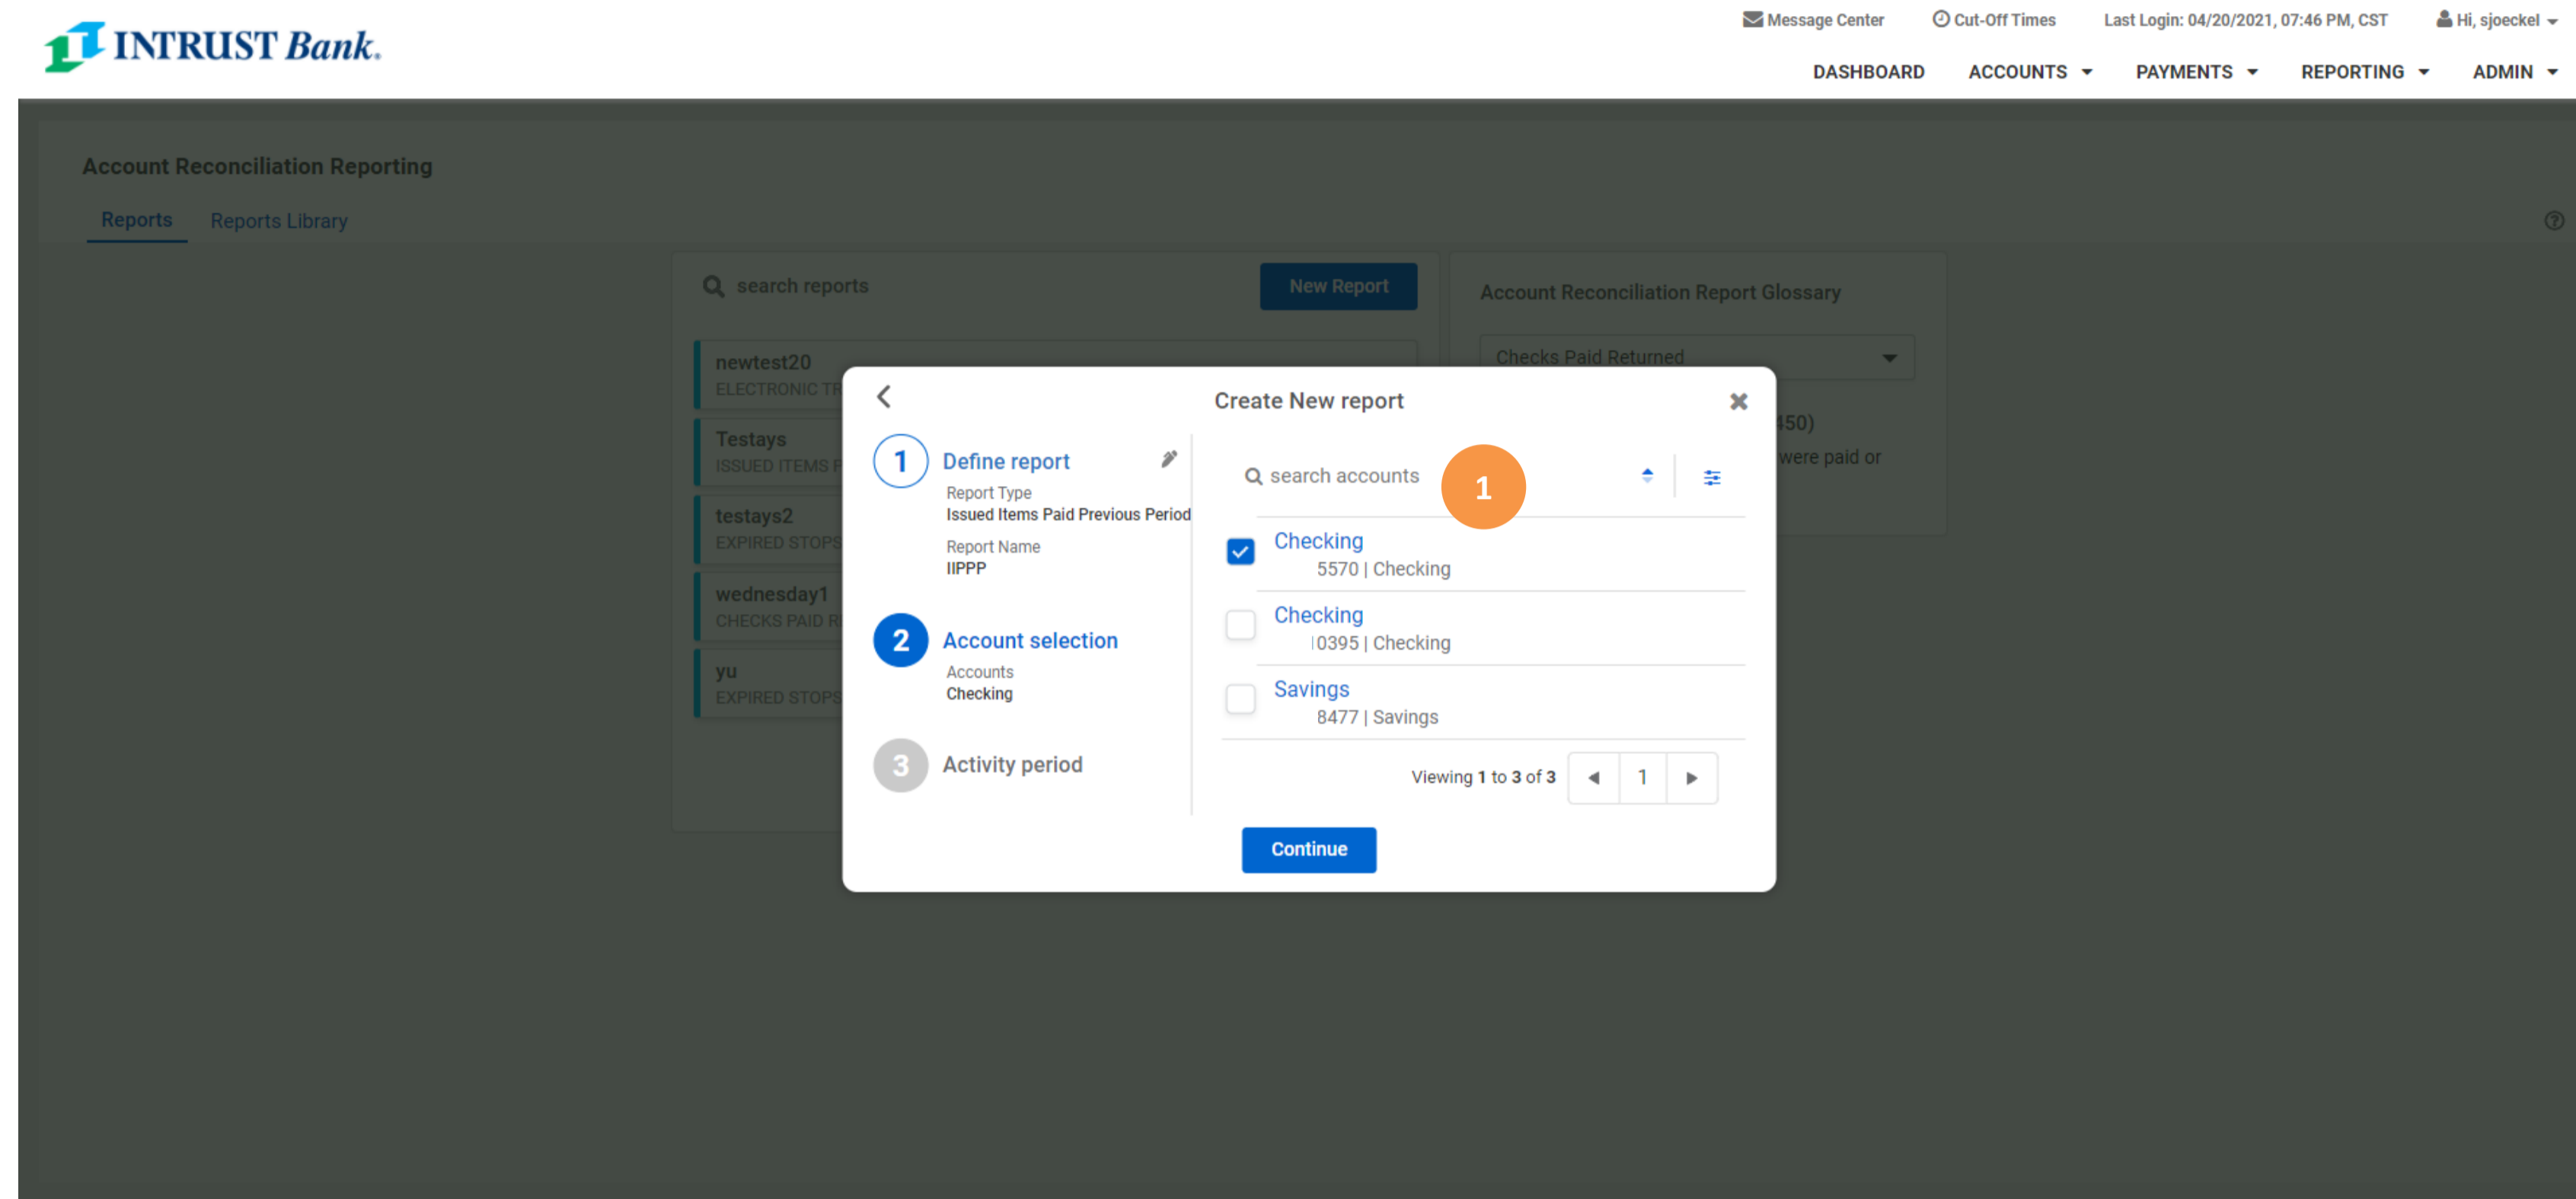 Message Center
Cut-Off Times
Last Login: 04/20/2021, 07:46 PM, CST
Hi, sjoeckel
INTRUST Bank.
DASHBOARD
ACCOUNTS
PAYMENTS
REPORTING
ADMIN
Account Reconciliation Reporting
Reports
Reports Library
search reports
New Report
newtest20
ELECTRONIC TR
Testays
ISSUED ITEMS P
testays2
EXPIRED STOPS
wednesday1
CHECKS PAID R
yu
EXPIRED STOPS
Account Reconciliation Report Glossary
Checks Paid Returned
450)
were paid or
Create New report
1
Define report
Report Type
Issued Items Paid Previous Period
Report Name
IIPPP
2
Account selection
Accounts
Checking
3
Activity period
search accounts
1
Checking
5570 | Checking
Checking
0395 | Checking
Savings
8477 | Savings
Viewing 1 to 3 of 3
1
Continue